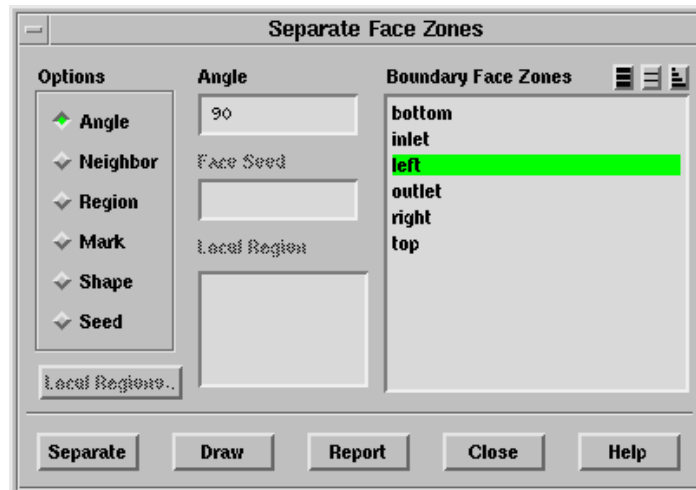 Separate Face Zones
Options
Angle
Neighbor
Region
Mark
Shape
Seed
Local Regions..
Angle
90
Face Seed
Local Region
Boundary Face Zones
bottom
inlet
left
outlet
right
top
Separate
Draw
Report
Close
Help